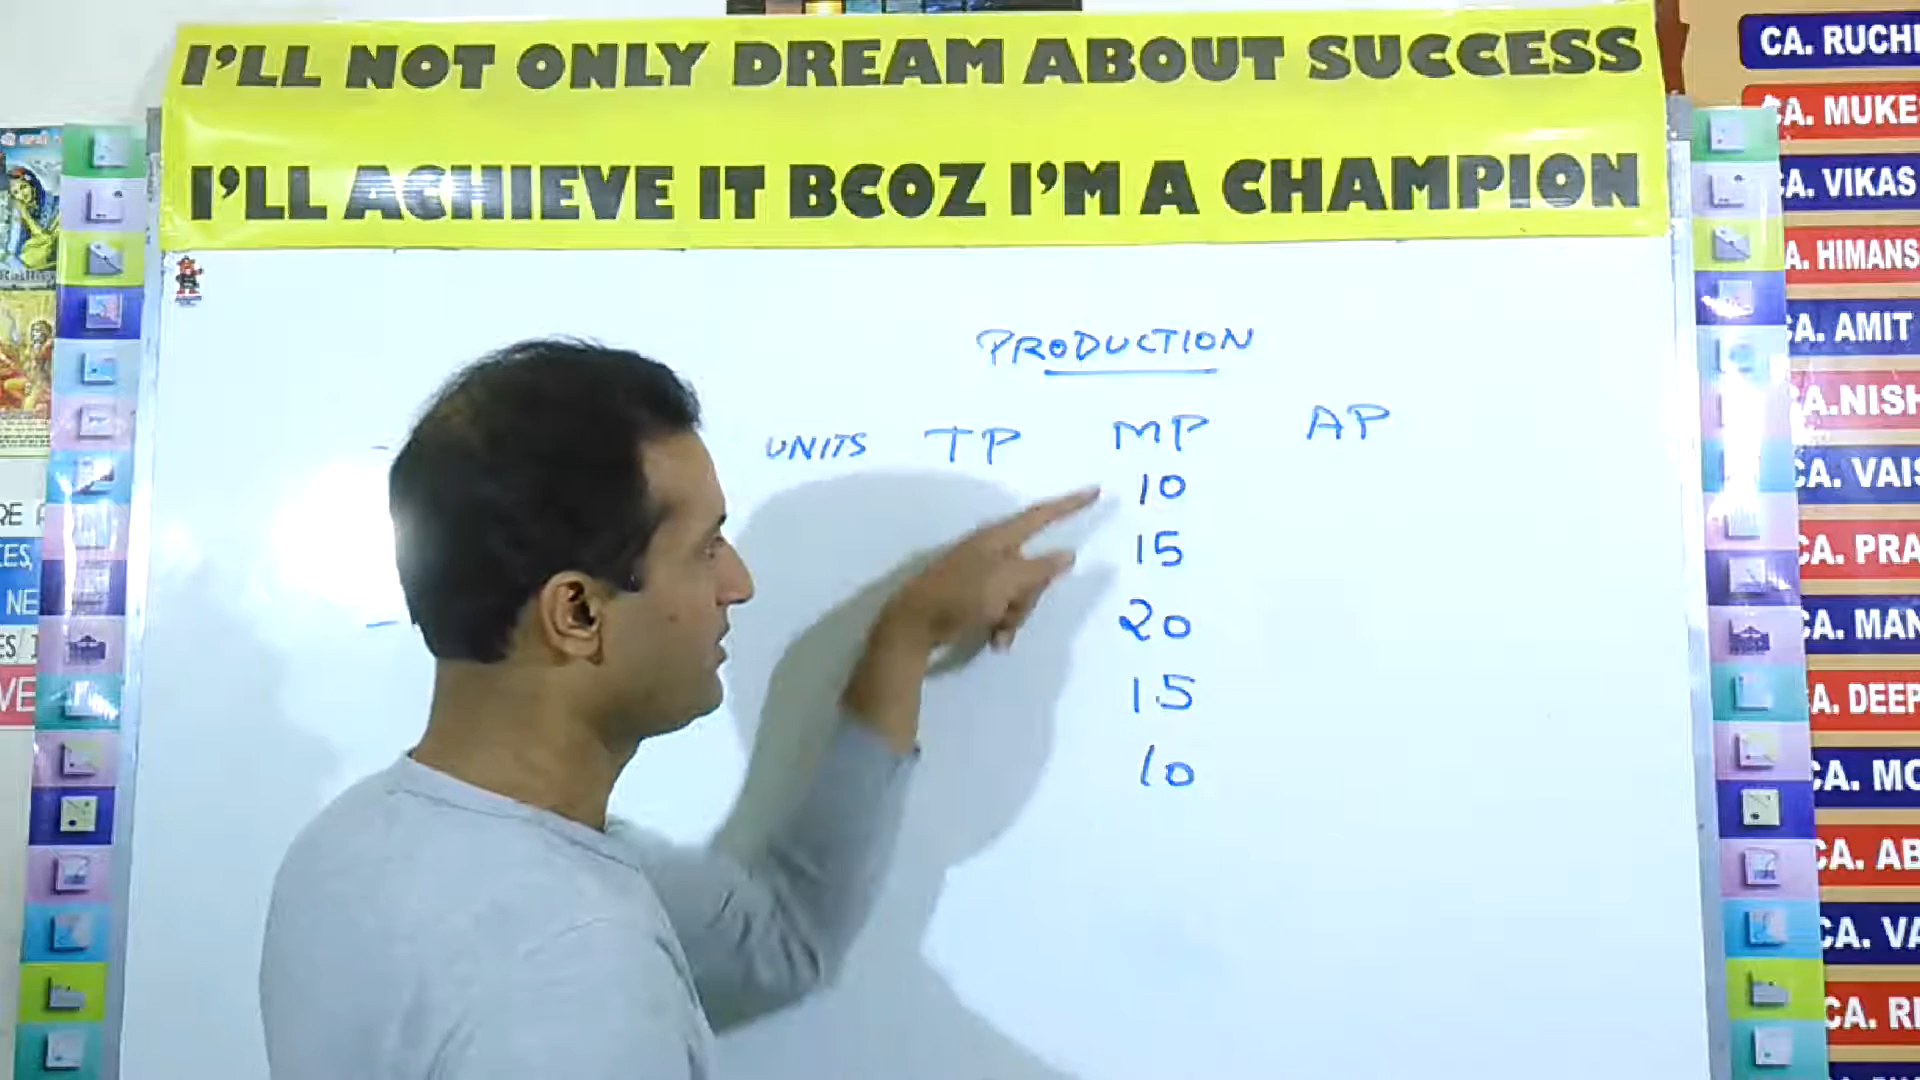 I'LL NOT ONLY DREAM ABOUT SUCCESS
I'LL ACHIEVE IT BCOZ I'M A CHAMPION
PRODUCTION
UNITS TP MP AP
10
15
20
15
10
CA. RUCHI
CA. MUKE
CA. VIKAS
CA. HIMANS
CA. AMIT
CA.NISH
CA. VAIS
CA. PRA
CA. MAN
CA. DEEP
CA. MO
CA. AB
CA. VA
CA. RI